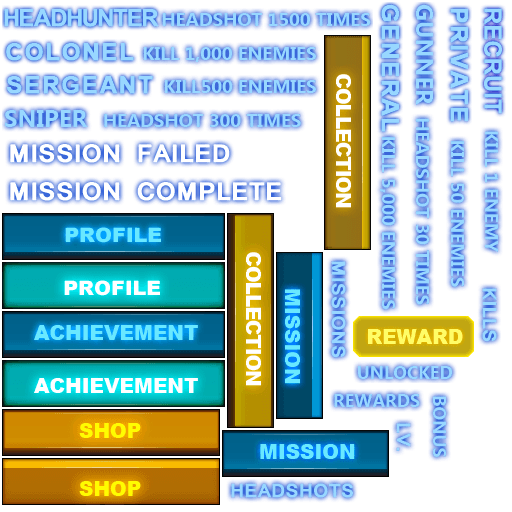 HEADHUNTER HEADSHOT 1500 TIMES
COLONEL KILL 1,000 ENEMIES
SERGEANT KILL500 ENEMIES
SNIPER HEADSHOT 300 TIMES
MISSION FAILED
MISSION COMPLETE
COLLECTION
GENERAL KILL 5,000 ENEMIES
GUNNER HEADSHOT 30 TIMES
PRIVATE KILL 50 ENEMIES
RECRUIT KILL 1 ENEMY
KILLS
PROFILE
PROFILE
ACHIEVEMENT
ACHIEVEMENT
SHOP
SHOP
COLLECTION
MISSION
MISSIONS
REWARD
UNLOCKED
REWARDS
BONUS
LV.
MISSION
HEADSHOTS